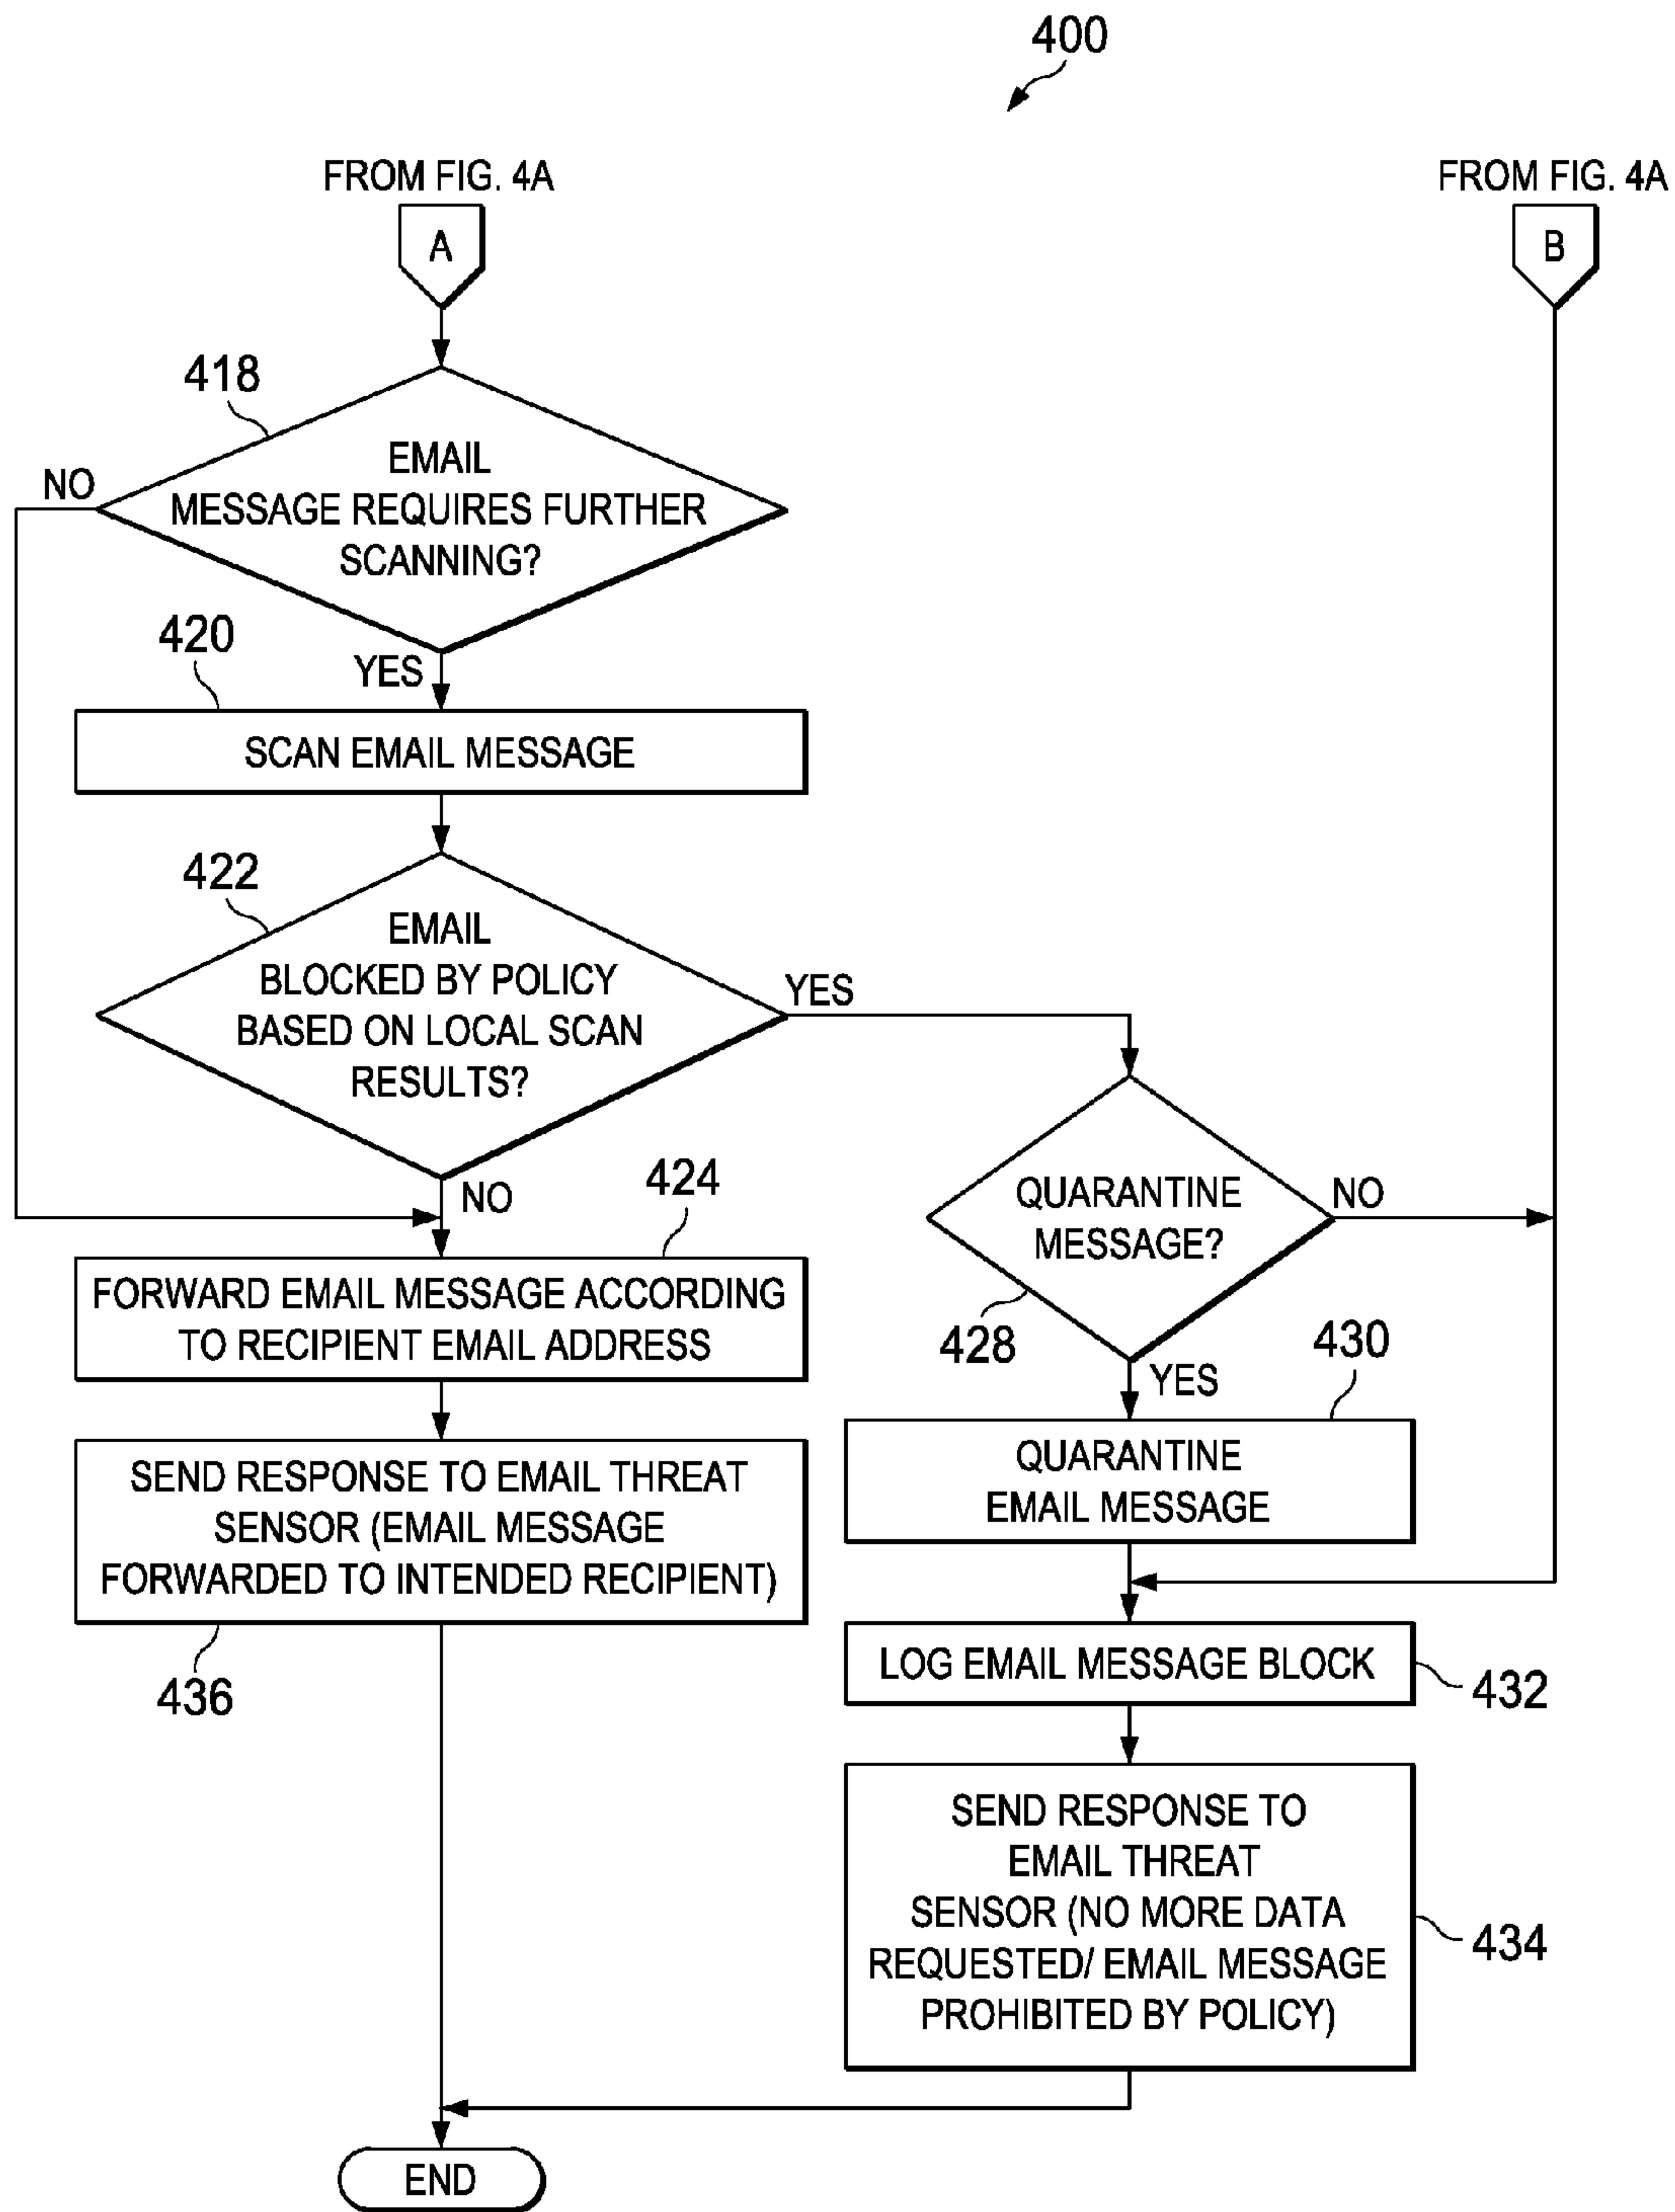 400
FROM FIG. 4A
A
FROM FIG. 4A
B
418
EMAIL
MESSAGE REQUIRES FURTHER
SCANNING?
NO
YES
420
SCAN EMAIL MESSAGE
422
EMAIL
BLOCKED BY POLICY
BASED ON LOCAL SCAN
RESULTS?
YES
NO
424
FORWARD EMAIL MESSAGE ACCORDING
TO RECIPIENT EMAIL ADDRESS
SEND RESPONSE TO EMAIL THREAT
SENSOR (EMAIL MESSAGE
FORWARDED TO INTENDED RECIPIENT)
436
QUARANTINE
MESSAGE?
NO
428
YES
430
QUARANTINE
EMAIL MESSAGE
LOG EMAIL MESSAGE BLOCK
432
SEND RESPONSE TO
EMAIL THREAT
SENSOR (NO MORE DATA
REQUESTED/ EMAIL MESSAGE
PROHIBITED BY POLICY)
434
END